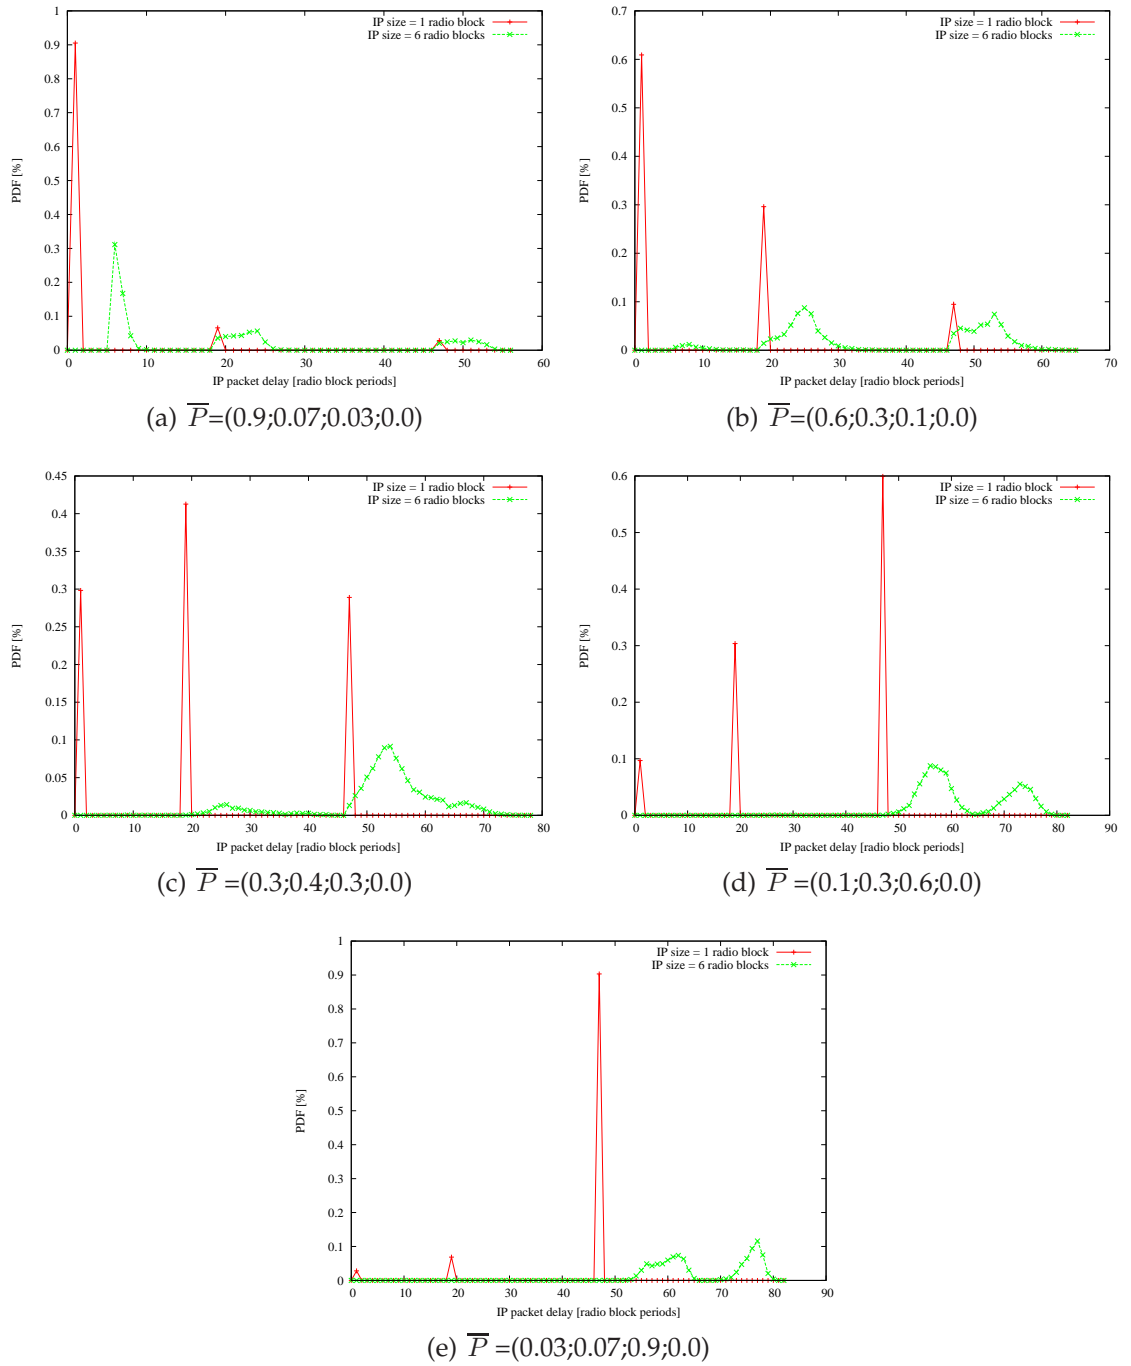 IP size = 1 radio block
IP size = 6 radio blocks
1
0.9
0.8
0.7
0.6
0.5
0.4
0.3
0.2
0.1
0
PDF [%]
0 10 20 30 40 50 60
IP packet delay [radio block periods]
(a) P=(0.9;0.07;0.03;0.0)
IP size = 1 radio block
IP size = 6 radio blocks
0.7
0.6
0.5
0.4
0.3
0.2
0.1
0
PDF [%]
0 10 20 30 40 50 60 70
IP packet delay [radio block periods]
(b) P=(0.6;0.3;0.1;0.0)
IP size = 1 radio block
IP size = 6 radio blocks
0.45
0.4
0.35
0.3
0.25
0.2
0.15
0.1
0.05
0
PDF [%]
0 10 20 30 40 50 60 70 80
IP packet delay [radio block periods]
(c) P =(0.3;0.4;0.3;0.0)
IP size = 1 radio block
IP size = 6 radio blocks
0.6
0.5
0.4
0.3
0.2
0.1
0
PDF [%]
0 10 20 30 40 50 60 70 80 90
IP packet delay [radio block periods]
(d) P =(0.1;0.3;0.6;0.0)
IP size = 1 radio block
IP size = 6 radio blocks
1
0.9
0.8
0.7
0.6
0.5
0.4
0.3
0.2
0.1
0
PDF [%]
0 10 20 30 40 50 60 70 80 90
IP packet delay [radio block periods]
(e) P =(0.03;0.07;0.9;0.0)